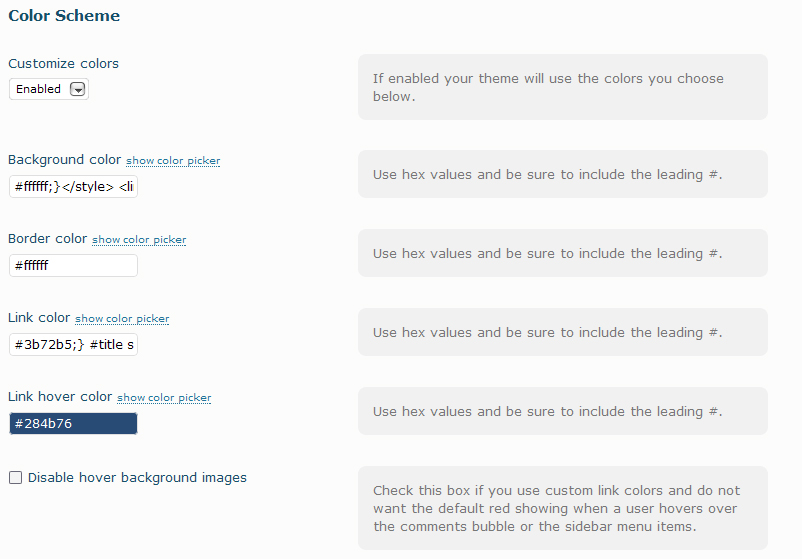 Color Scheme
Customize colors
Enabled
If enabled your theme will use the colors you choose
below.
Background color show color picker
#ffffff;}</style> <li
Use hex values and be sure to include the leading #.
Border color show color picker
#ffffff
Use hex values and be sure to include the leading #.
Link color show color picker
#3b72b5;} #title s
Use hex values and be sure to include the leading #.
Link hover color show color picker
#284b76
Use hex values and be sure to include the leading #.
Disable hover background images
Check this box if you use custom link colors and do not
want the default red showing when a user hovers over
the comments bubble or the sidebar menu items.